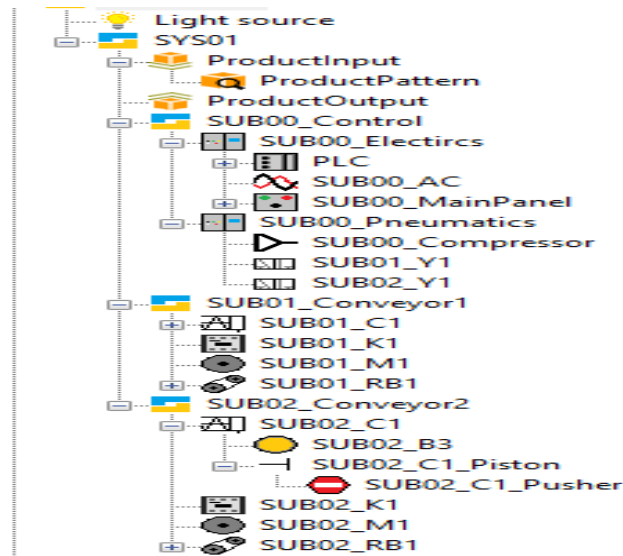 Light source
SYS01
ProductInput
ProductPattern
ProductOutput
SUB00_Control
SUB00_Electircs
PLC
SUB00_AC
SUB00_MainPanel
SUB00_Pneumatics
SUB00_Compressor
SUB01_Y1
SUB02_Y1
SUB01_Conveyor1
SUB01_C1
SUB01_K1
SUB01_M1
SUB01_RB1
SUB02_Conveyor2
SUB02_C1
SUB02_B3
SUB02_C1_Piston
SUB02_C1_Pusher
SUB02_K1
SUB02_M1
SUB02_RB1